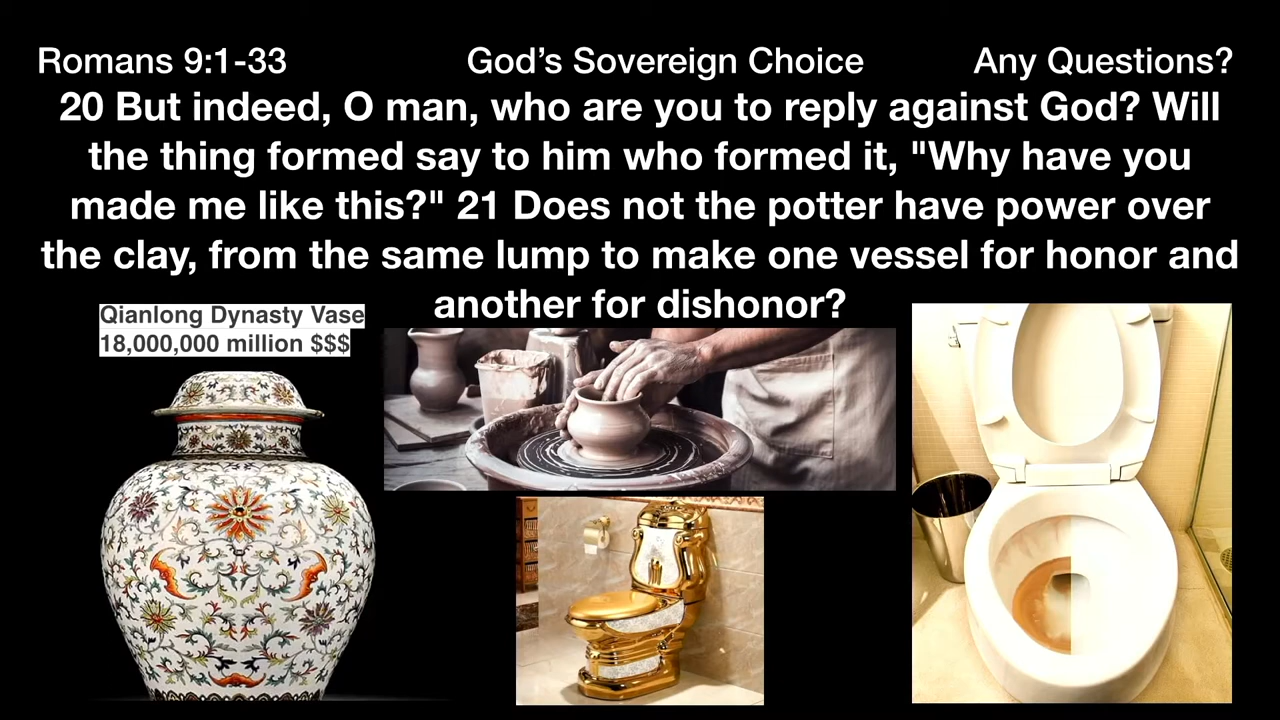 Romans 9:1-33 God’s Sovereign Choice Any Questions?
20 But indeed, O man, who are you to reply against God? Will
the thing formed say to him who formed it, "Why have you
made me like this?" 21 Does not the potter have power over
the clay, from the same lump to make one vessel for honor and
another for dishonor?
Qianlong Dynasty Vase
18,000,000 million $$$